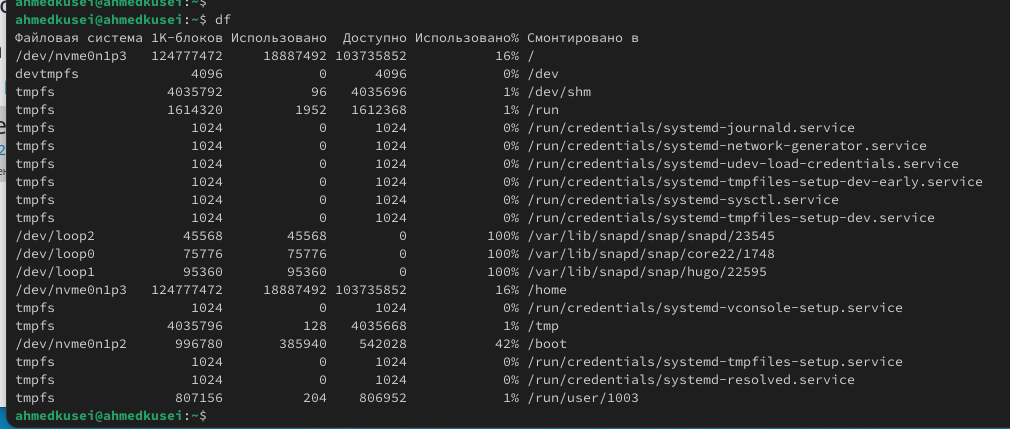 ahmedkusei@ahmedkusei:~$
ahmedkusei@ahmedkusei:~$ df
Файловая система 1K-блоков Использовано Доступно Использовано% Смонтировано в
/dev/nvme0n1p3 124777472 18887492 103735852 16% /
devtmpfs 4096 0 4096 0% /dev
tmpfs 4035792 96 4035696 1% /dev/shm
tmpfs 1614320 1952 1612368 1% /run
tmpfs 1024 0 1024 0% /run/credentials/systemd-journald.service
tmpfs 1024 0 1024 0% /run/credentials/systemd-network-generator.service
tmpfs 1024 0 1024 0% /run/credentials/systemd-udev-load-credentials.service
tmpfs 1024 0 1024 0% /run/credentials/systemd-tmpfiles-setup-dev-early.service
tmpfs 1024 0 1024 0% /run/credentials/systemd-sysctl.service
tmpfs 1024 0 1024 0% /run/credentials/systemd-tmpfiles-setup-dev.service
/dev/loop2 45568 45568 0 100% /var/lib/snapd/snap/snapd/23545
/dev/loop0 75776 75776 0 100% /var/lib/snapd/snap/core22/1748
/dev/loop1 95360 95360 0 100% /var/lib/snapd/snap/hugo/22595
/dev/nvme0n1p3 124777472 18887492 103735852 16% /home
tmpfs 1024 0 1024 0% /run/credentials/systemd-vconsole-setup.service
tmpfs 4035796 128 4035668 1% /tmp
/dev/nvme0n1p2 996780 385940 542028 42% /boot
tmpfs 1024 0 1024 0% /run/credentials/systemd-tmpfiles-setup.service
tmpfs 1024 0 1024 0% /run/credentials/systemd-resolved.service
tmpfs 807156 204 806952 1% /run/user/1003
ahmedkusei@ahmedkusei:~$